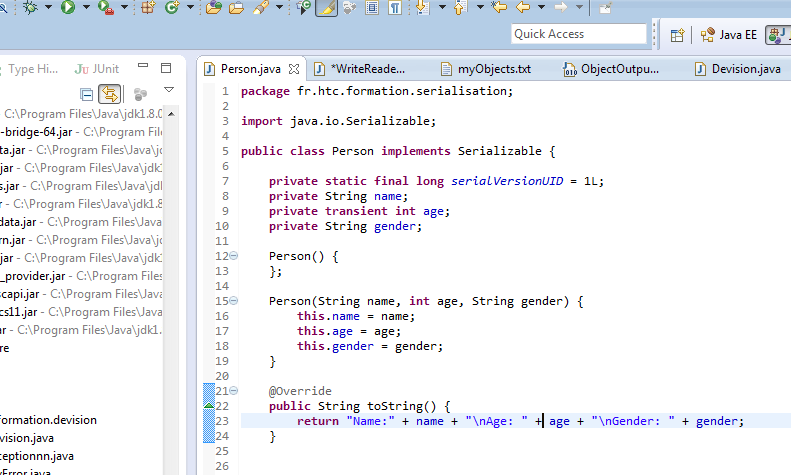 Quick Access
Java EE
J
Type Hi...
JUnit
Person.java
*WriteReade...
myObjects.txt
ObjectOutpu...
Devision.java
C:\Program Files\Java\jdk1.8.0
-bridge-64.jar - C:\Program Fil
ta.jar - C:\Program Files\Java\j
jar - C:\Program Files\Java\jdk
s.jar - C:\Program Files\Java\jd
r - C:\Program Files\Java\jdk1.8
data.jar - C:\Program Files\Jav
rn.jar - C:\Program Files\Java\j
.jar - C:\Program Files\Java\jdk
_provider.jar - C:\Program Files
scapi.jar - C:\Program Files\Jav
cs11.jar - C:\Program Files\Jav
ar - C:\Program Files\Java\jdk1.
re
formation.devision
vision.java
ceptionnn.java
yError.java
1 package fr.htc.formation.serialisation;
2
3 import java.io.Serializable;
4
5 public class Person implements Serializable {
6
7 private static final long serialVersionUID = 1L;
8 private String name;
9 private transient int age;
10 private String gender;
11
12 Person() {
13 };
14
15 Person(String name, int age, String gender) {
16 this.name = name;
17 this.age = age;
18 this.gender = gender;
19 }
20
21 @Override
22 public String toString() {
23 return "Name:" + name + "\nAge: " + age + "\nGender: " + gender;
24 }
25
26